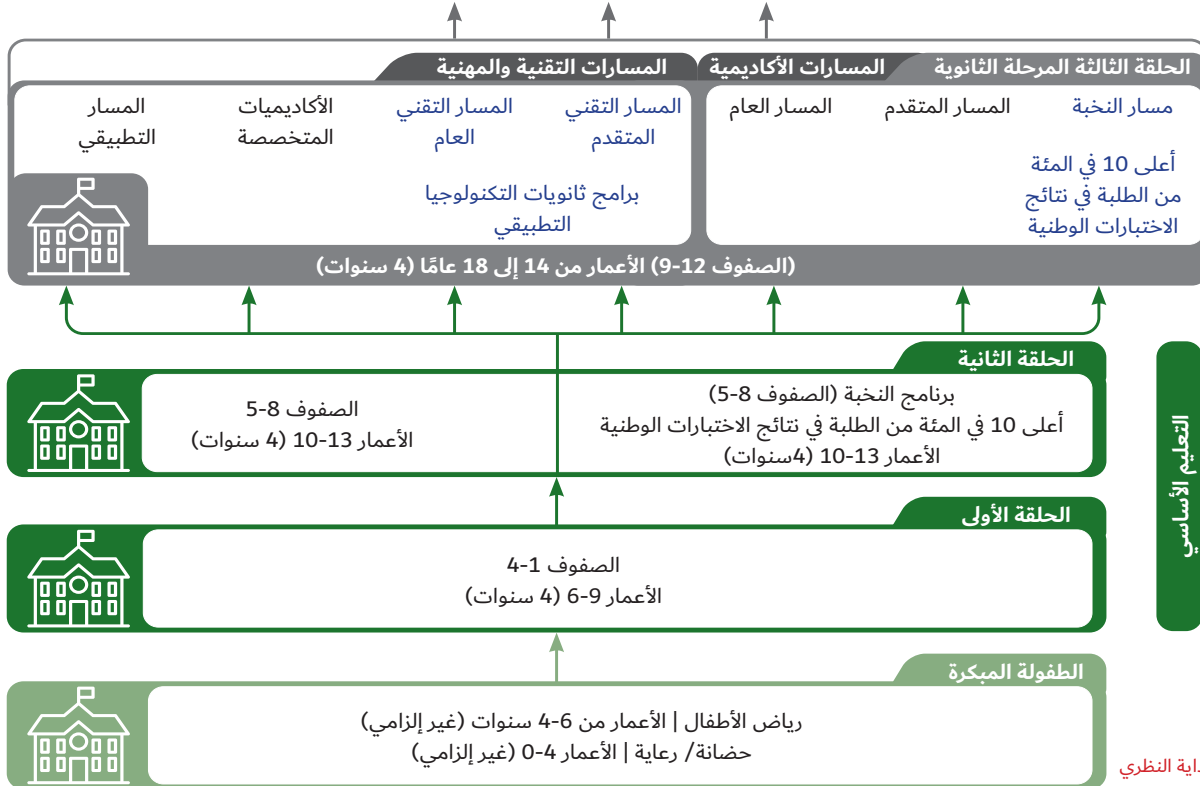 الحلقة الثالثة المرحلة الثانوية
المسارات الأكاديمية
المسارات التقنية والمهنية
مسار النخبة
المسار المتقدم
المسار العام
أعلى 10 في المئة
من الطلبة في نتائج
الاختبارات الوطنية
المسار التقني
المتقدم
المسار التقني
العام
الأكاديميات
المتخصصة
المسار
التطبيقي
برامج ثانويات التكنولوجيا
التطبيقي
(الصفوف 12-9) الأعمار من 14 إلى 18 عامًا (4 سنوات)
الحلقة الثانية
برنامج النخبة (الصفوف 8-5)
أعلى 10 في المئة من الطلبة في نتائج الاختبارات الوطنية
الأعمار 13-10 (4سنوات)
الصفوف 8-5
الأعمار 13-10 (4 سنوات)
التعليم الأساسي
الحلقة الأولى
الصفوف 1-4
الأعمار 9-6 (4 سنوات)
الطفولة المبكرة
رياض الأطفال | الأعمار من 6-4 سنوات (غير إلزامي)
حضانة/ رعاية | الأعمار 4-0 (غير إلزامي)
النظري